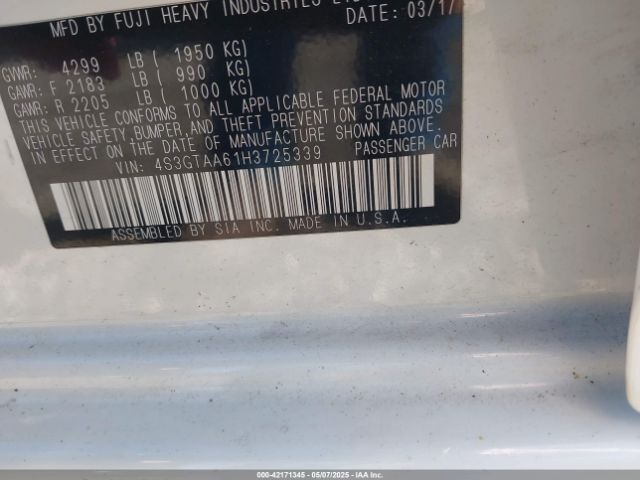 MFD BY FUJI HEAVY INDUSTRIES
DATE: 03/17
GVWR: 4299 LB ( 1950 KG)
GAWR: F 2183 LB ( 990 KG)
GAWR: R 2205 LB ( 1000 KG)
THIS VEHICLE CONFORMS TO ALL APPLICABLE FEDERAL MOTOR
VEHICLE SAFETY,BUMPER,AND THEFT PREVENTION STANDARDS
IN EFFECT ON THE DATE OF MANUFACTURE SHOWN ABOVE.
VIN: 4S3GTAA61H3725339 PASSENGER CAR
ASSEMBLED BY SIA INC. MADE IN U.S.A.
000-42171345 - 05/07/2025 - IAAI.com